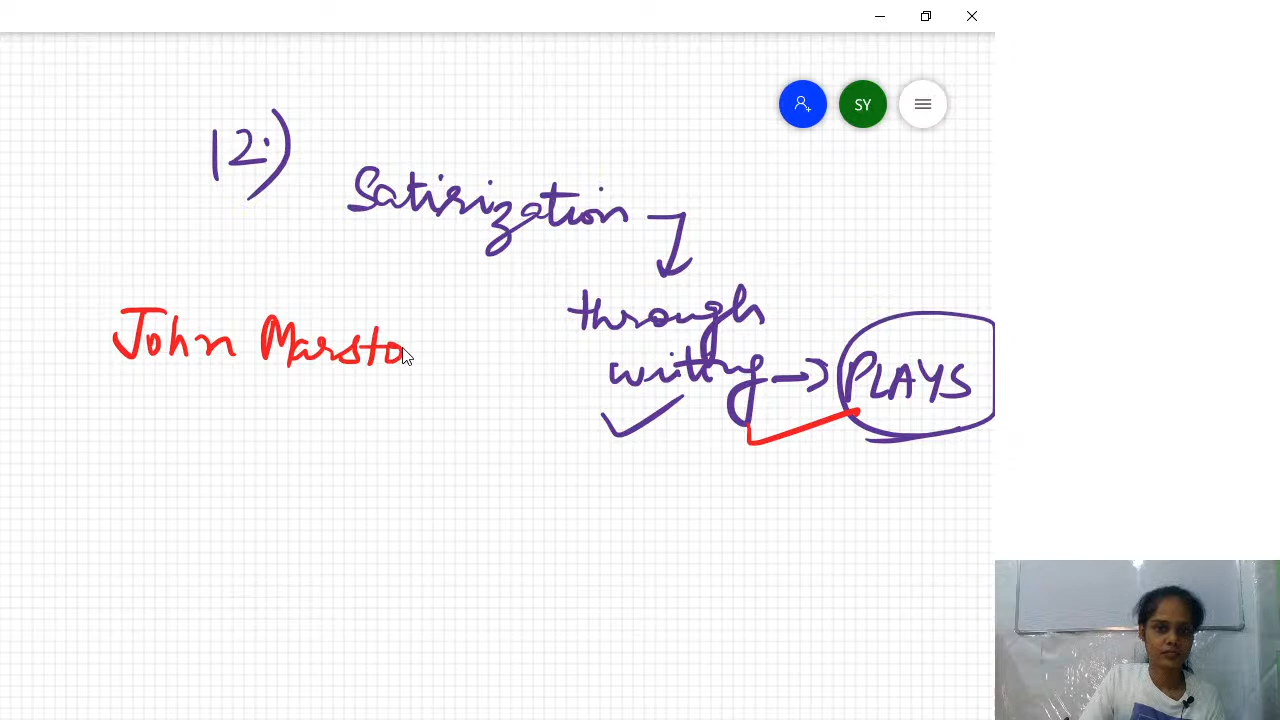 SY
12.)
Satirization
through
writing → PLAYS
John Marsto